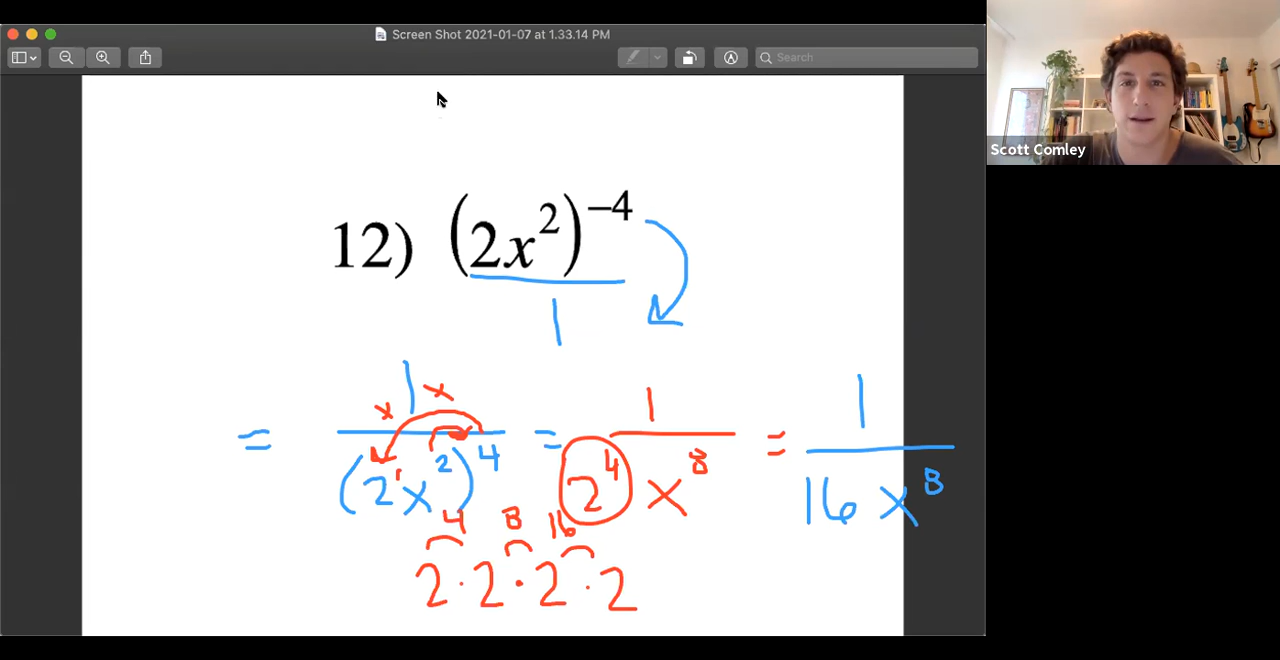 Screen Shot 2021-01-07 at 1.33.14 PM
Search
Scott Comley
12) (2x²)⁻⁴
1
= 1 / (2¹x²)⁴ = 1 / 2⁴x⁸ = 1 / 16x⁸
x x
4 8 16
2·2·2·2